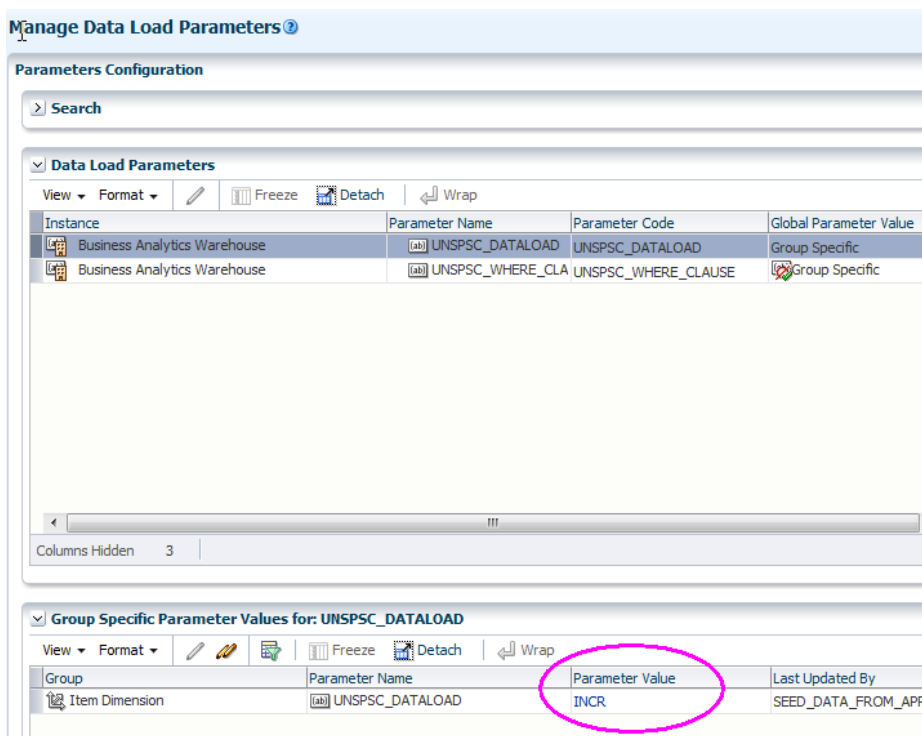 Manage Data Load Parameters
Parameters Configuration
Search
Data Load Parameters
View Format Freeze Detach Wrap
Instance Parameter Name Parameter Code Global Parameter Value
Business Analytics Warehouse UNSPSC_DATALOAD UNSPSC_DATALOAD Group Specific
Business Analytics Warehouse UNSPSC_WHERE_CLA UNSPSC_WHERE_CLAUSE Group Specific
Columns Hidden 3
Group Specific Parameter Values for: UNSPSC_DATALOAD
View Format Freeze Detach Wrap
Group Parameter Name Parameter Value Last Updated By
Item Dimension UNSPSC_DATALOAD INCR SEED_DATA_FROM_APP